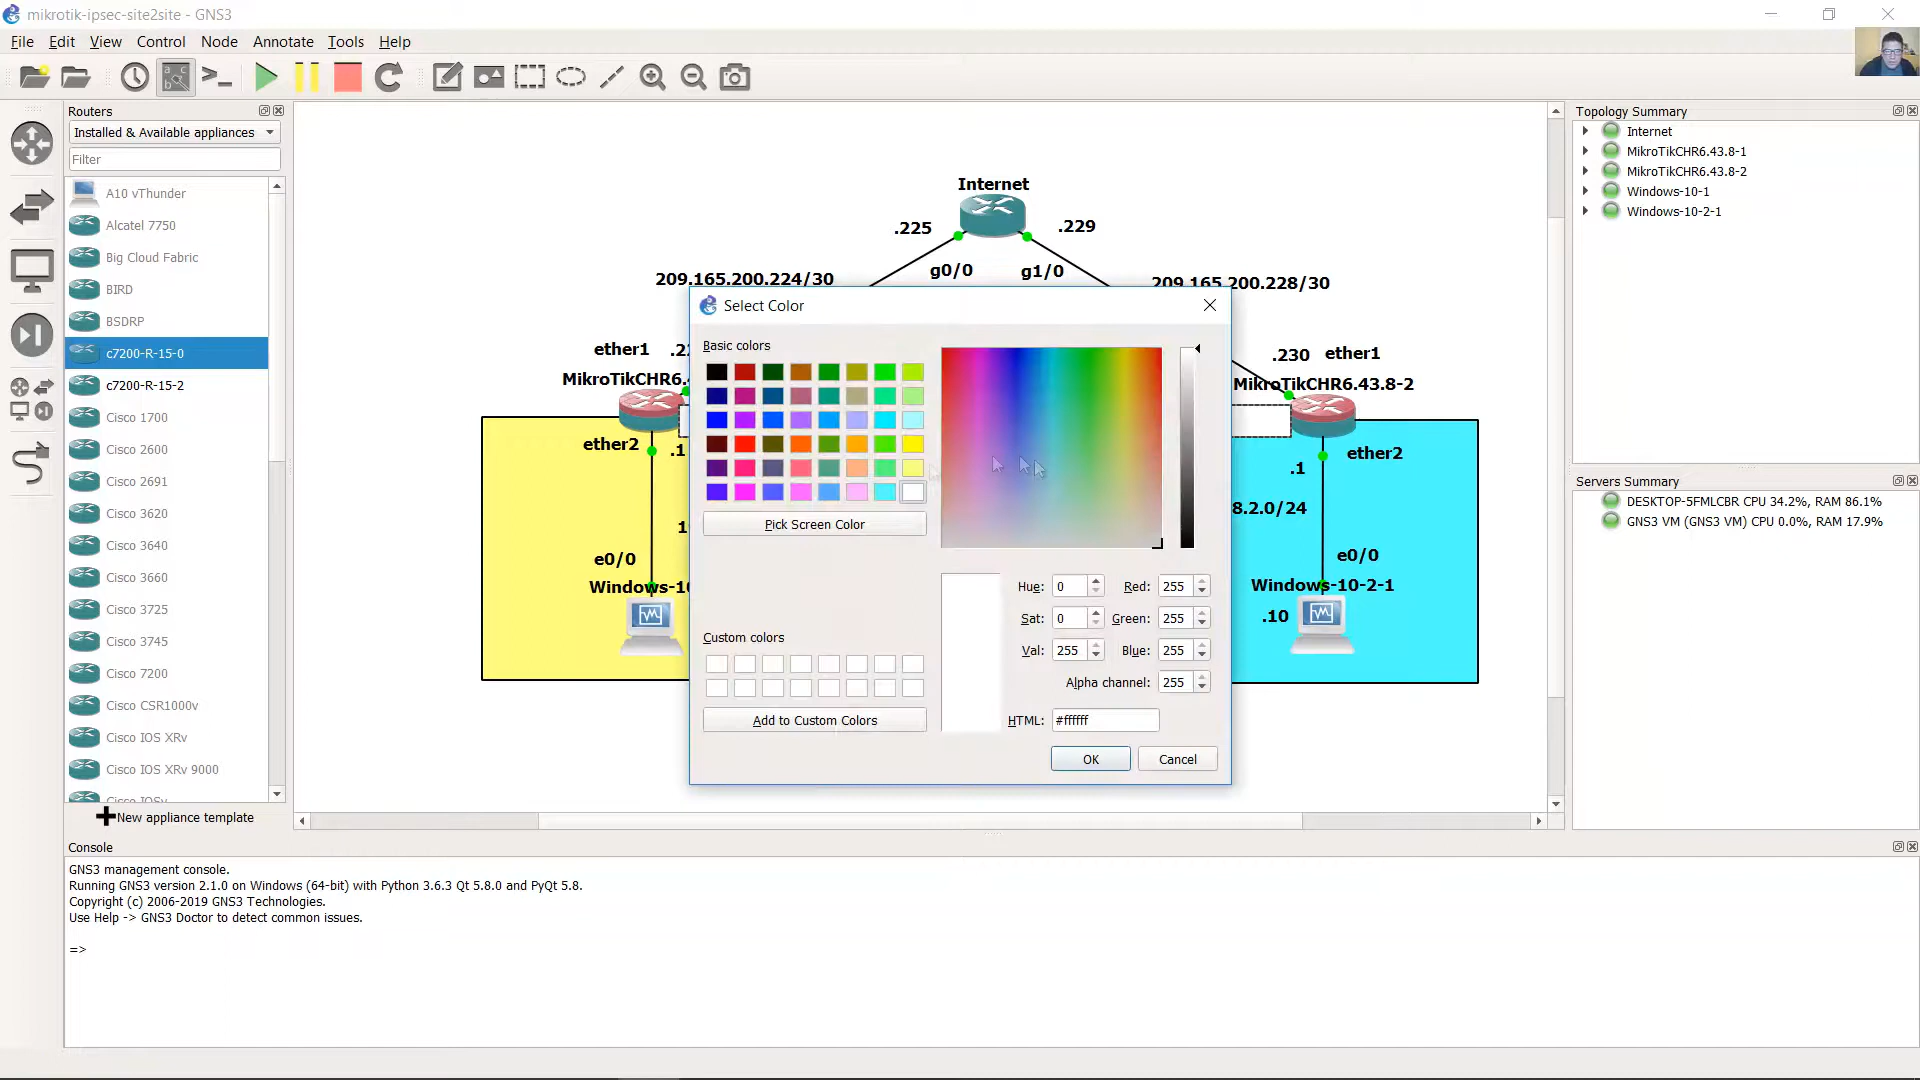 mikrotik-ipsec-site2site - GNS3
File Edit View Control Node Annotate Tools Help
Routers
Installed & Available appliances
Filter
A10 vThunder
Alcatel 7750
Big Cloud Fabric
BIRD
BSDRP
c7200-R-15-0
c7200-R-15-2
Cisco 1700
Cisco 2600
Cisco 2691
Cisco 3620
Cisco 3640
Cisco 3660
Cisco 3725
Cisco 3745
Cisco 7200
Cisco CSR1000v
Cisco IOS XRv
Cisco IOS XRv 9000
Cisco IOSv
New appliance template
Internet
.225
.229
g0/0
g1/0
209.165.200.224/30
209.165.200.228/30
ether1
.22
MikroTikCHR6.4
ether2
.1
1
e0/0
Windows-10
.230 ether1
MikroTikCHR6.43.8-2
ether2
.1
8.2.0/24
e0/0
Windows-10-2-1
.10
Select Color
Basic colors
Pick Screen Color
Custom colors
Add to Custom Colors
Hue: 0 Red: 255
Sat: 0 Green: 255
Val: 255 Blue: 255
Alpha channel: 255
HTML: #ffffff
OK Cancel
Topology Summary
Internet
MikroTikCHR6.43.8-1
MikroTikCHR6.43.8-2
Windows-10-1
Windows-10-2-1
Servers Summary
DESKTOP-5FMLCBR CPU 34.2%, RAM 86.1%
GNS3 VM (GNS3 VM) CPU 0.0%, RAM 17.9%
Console
GNS3 management console.
Running GNS3 version 2.1.0 on Windows (64-bit) with Python 3.6.3 Qt 5.8.0 and PyQt 5.8.
Copyright (c) 2006-2019 GNS3 Technologies.
Use Help -> GNS3 Doctor to detect common issues.
=>